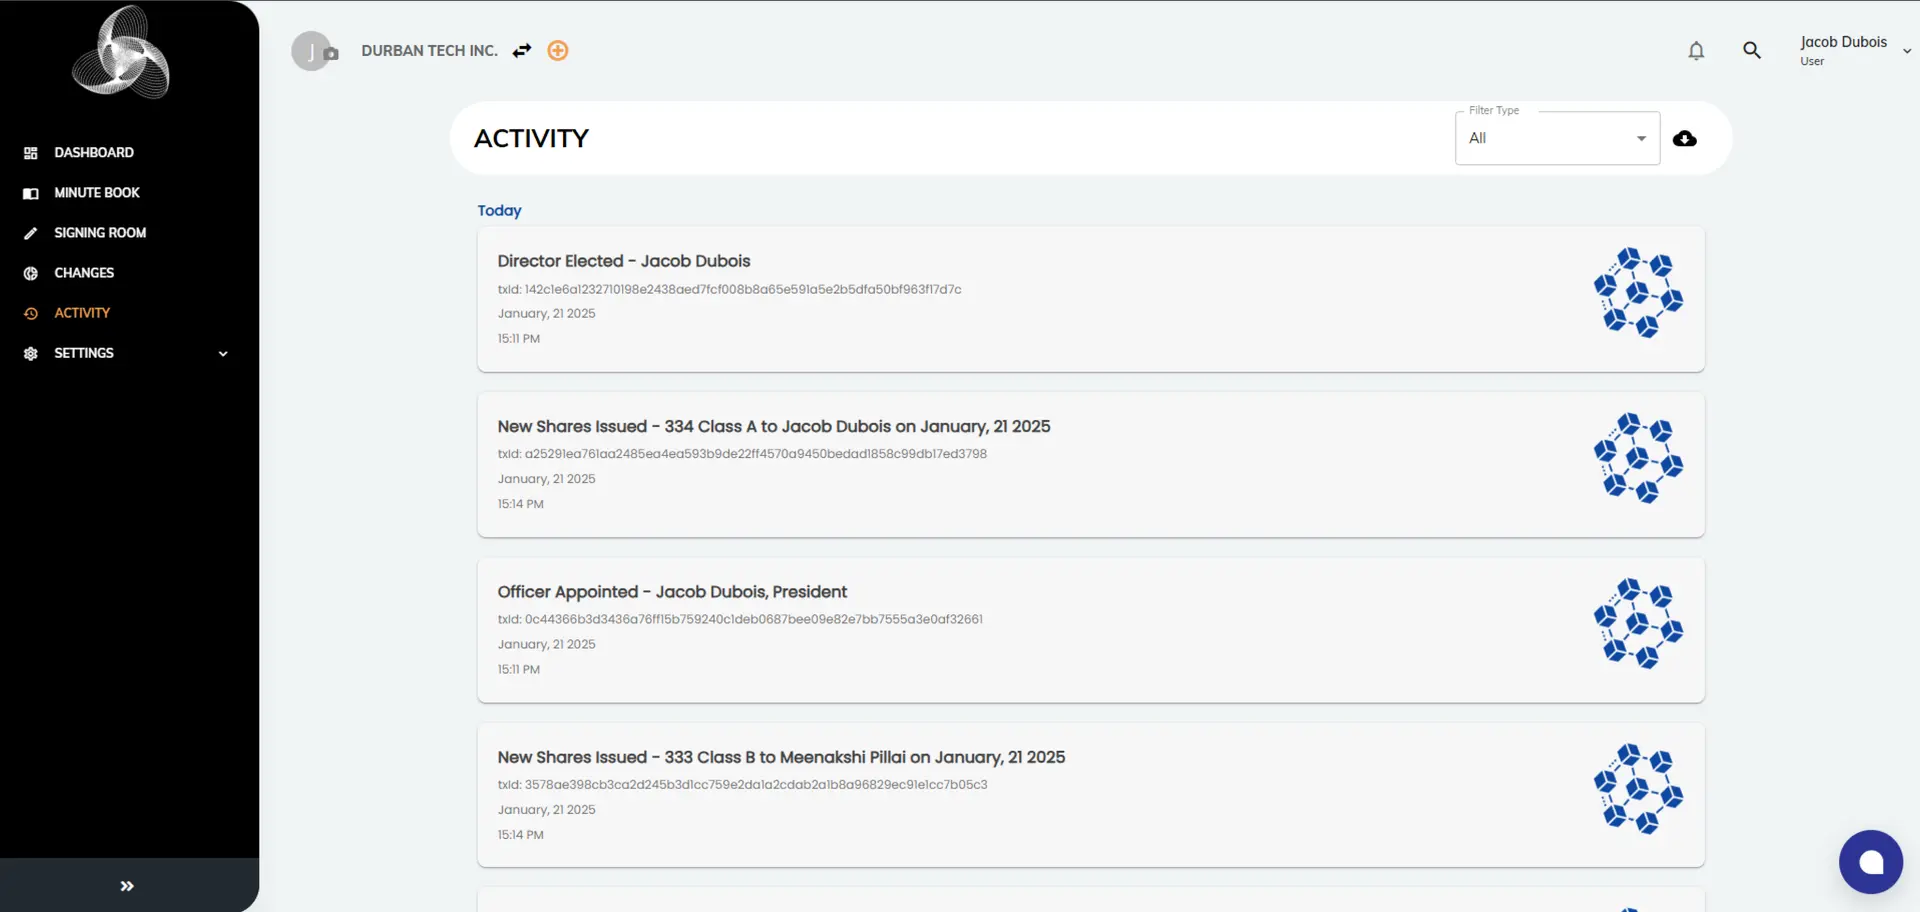 J
DURBAN TECH INC.
Jacob Dubois
User
DASHBOARD
MINUTE BOOK
SIGNING ROOM
CHANGES
ACTIVITY
SETTINGS
ACTIVITY
Filter Type
All
Today
Director Elected - Jacob Dubois
txId: 142c1e6a1232710198e2438aed7fcf008b8a65e591a5e2b5dfa50bf963f17d7c
January, 21 2025
15:11 PM
New Shares Issued - 334 Class A to Jacob Dubois on January, 21 2025
txId: a25291ea761aa2485ea4ea593b9de22ff4570a9450bedad1858c99db17ed3798
January, 21 2025
15:14 PM
Officer Appointed - Jacob Dubois, President
txId: 0c44366b3d3436a76ff15b759240c1deb0687bee09e82e7bb7555a3e0af32661
January, 21 2025
15:11 PM
New Shares Issued - 333 Class B to Meenakshi Pillai on January, 21 2025
txId: 3578ae398cb3ca2d245b3d1cc759e2da1a2cdab2a1b8a96829ec91e1cc7b05c3
January, 21 2025
15:14 PM